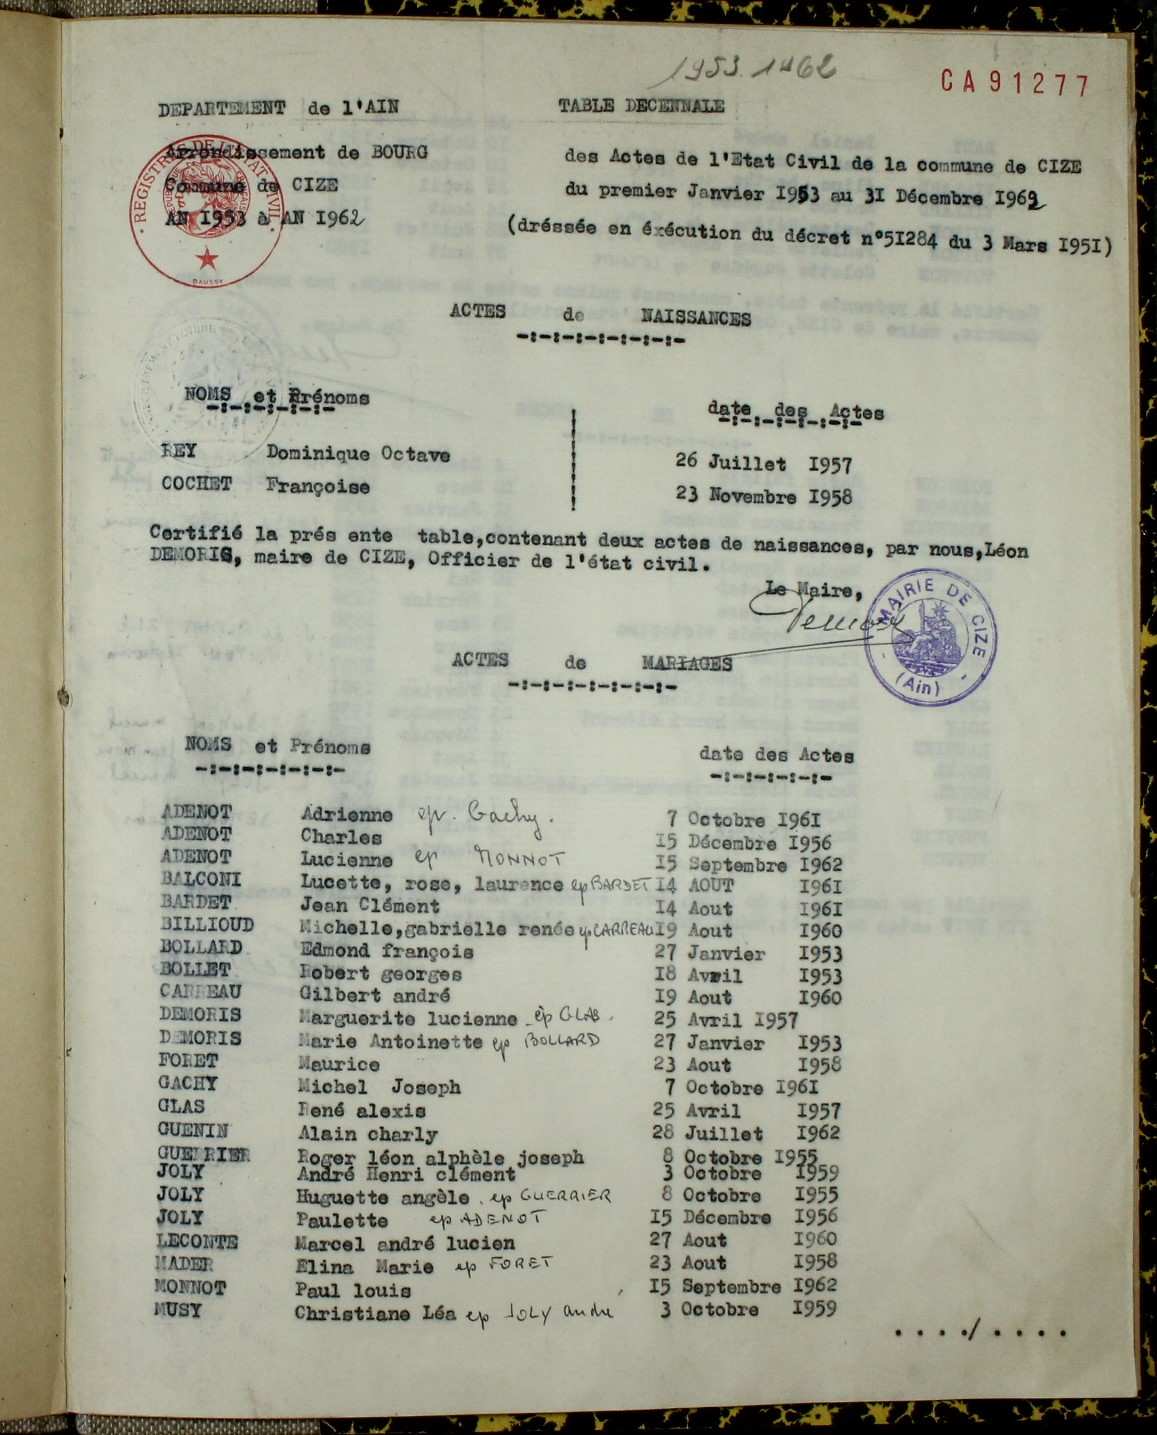 1953.1962
CA91277
DEPARTEMENT de l'AIN TABLE DECENNALE
Arrondissement de BOURG des Actes de l'Etat Civil de la commune de CIZE
Commune de CIZE du premier Janvier 1953 au 31 Décembre 1962
AN 1953 à AN 1962 (dréssée en éxécution du décret n°51284 du 3 Mars 1951)
REGISTRES DE L'ETAT CIVIL
DAUSSY
ACTES de NAISSANCES
-:-:-:-:-:-:-:-:-
NOMS et Prénoms date des Actes
-:-:-:-:-:-:- -:-:-:-:-:-:-
REY Dominique Octave 26 Juillet 1957
COCHET Françoise 23 Novembre 1958
Certifié la prés ente table,contenant deux actes de naissances, par nous,Léon
DEMORIS, maire de CIZE, Officier de l'état civil.
Le Maire,
Demoris
MAIRIE DE CIZE
(Ain)
ACTES de MARIAGES
-:-:-:-:-:-:-:-:-
NOMS et Prénoms date des Actes
-:-:-:-:-:-:-:- -:-:-:-:-:-
ADENOT Adrienne ep. Gachy. 7 Octobre 1961
ADENOT Charles 15 Décembre 1956
ADENOT Lucienne ep MONNOT 15 Septembre 1962
BALCONI Lucette, rose, laurence ep BARDET 14 AOUT 1961
BARDET Jean Clément 14 Aout 1961
BILLIOUD Michelle,gabrielle renée ep CARREAU 19 Aout 1960
BOLLARD Edmond françois 27 Janvier 1953
BOLLET Robert georges 18 Avril 1953
CARREAU Gilbert andré 19 Aout 1960
DEMORIS Marguerite lucienne - ép GLAS. 25 Avril 1957
DEMORIS Marie Antoinette ep BOLLARD 27 Janvier 1953
FORET Maurice 23 Aout 1958
GACHY Michel Joseph 7 Octobre 1961
GLAS René alexis 25 Avril 1957
GUENIN Alain charly 28 Juillet 1962
GUERRIER Roger léon alphèle joseph 8 Octobre 1955
JOLY André Henri clément 3 Octobre 1959
JOLY Huguette angèle . ep GUERRIER 8 Octobre 1955
JOLY Paulette ep ADENOT 15 Décembre 1956
LECONTE Marcel andré lucien 27 Aout 1960
MADER Elina Marie ep FORET 23 Aout 1958
MONNOT Paul louis 15 Septembre 1962
MUSY Christiane Léa ep JOLY andre 3 Octobre 1959
. . . ./ . . . .